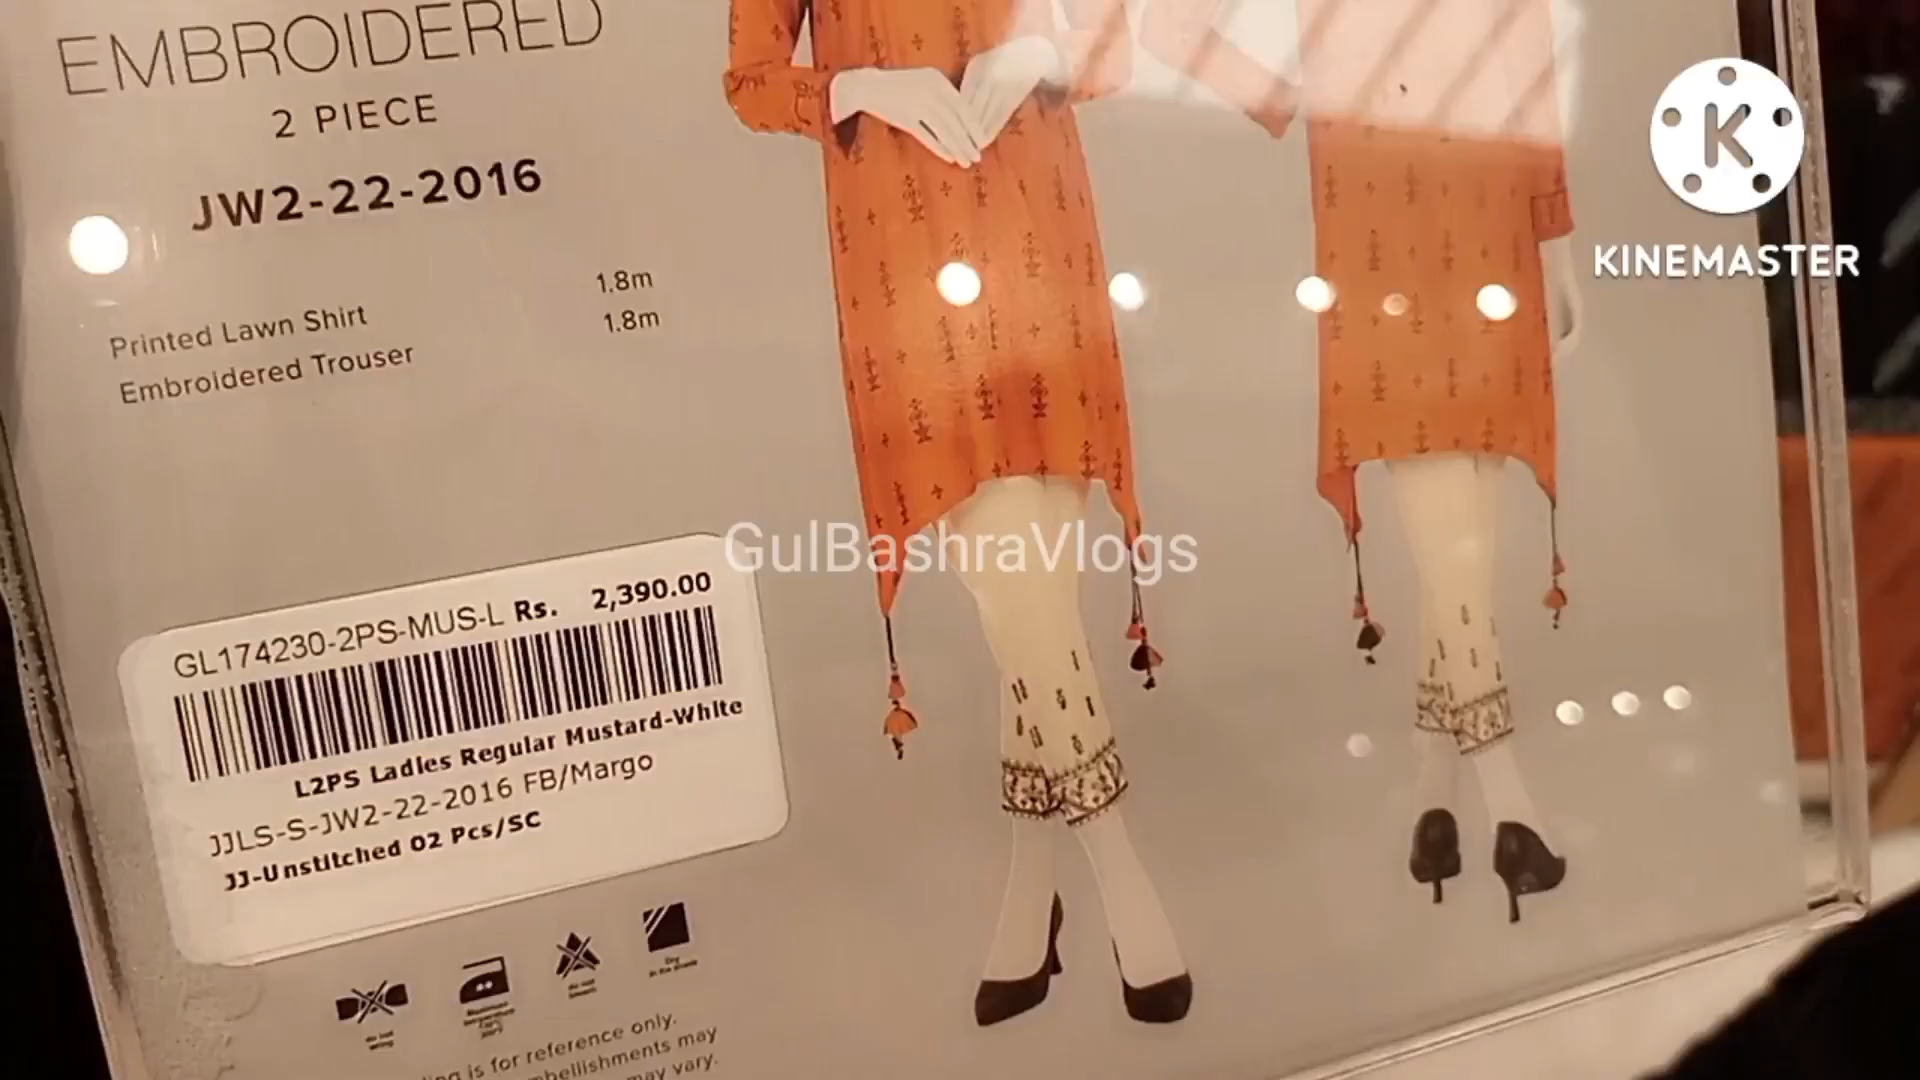 EMBROIDERED
2 PIECE
JW2-22-2016
Printed Lawn Shirt 1.8m
Embroidered Trouser 1.8m
GL174230-2PS-MUS-L Rs. 2,390.00
L2PS Ladies Regular Mustard-White
JJLS-S-JW2-22-2016 FB/Margo
JJ-Unstitched 02 Pcs/SC
is for reference only.
may
may vary.
K
KINEMASTER
GulBashraVlogs